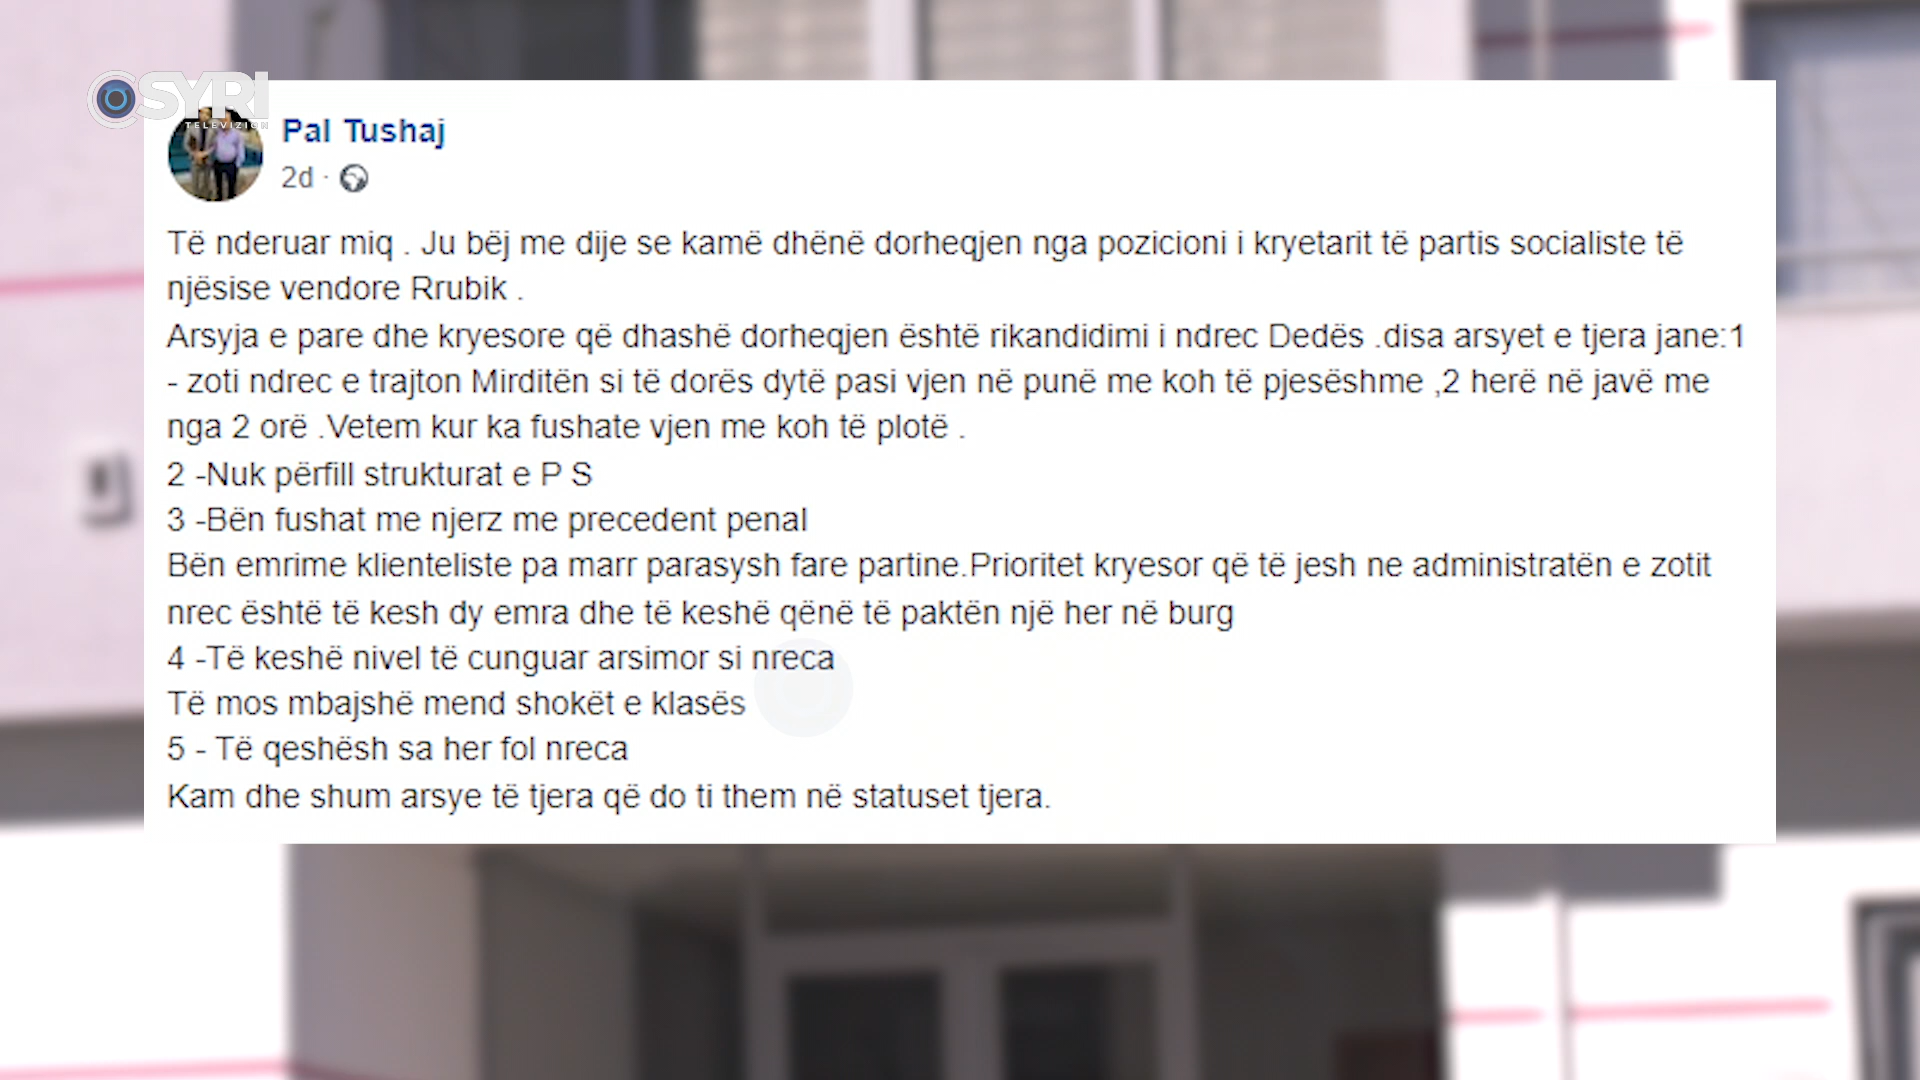 SYRI
TELEVIZION
Pal Tushaj
2d ·
Të nderuar miq . Ju bëj me dije se kamë dhënë dorheqjen nga pozicioni i kryetarit të partis socialiste të
njësise vendore Rrubik .
Arsyja e pare dhe kryesore që dhashë dorheqjen është rikandidimi i ndrec Dedës .disa arsyet e tjera jane:1
- zoti ndrec e trajton Mirditën si të dorës dytë pasi vjen në punë me koh të pjesëshme ,2 herë në javë me
nga 2 orë .Vetem kur ka fushate vjen me koh të plotë .
2 -Nuk përfill strukturat e P S
3 -Bën fushat me njerz me precedent penal
Bën emrime klienteliste pa marr parasysh fare partine.Prioritet kryesor që të jesh ne administratën e zotit
nrec është të kesh dy emra dhe të keshë qënë të paktën një her në burg
4 -Të keshë nivel të cunguar arsimor si nreca
Të mos mbajshë mend shokët e klasës
5 - Të qeshësh sa her fol nreca
Kam dhe shum arsye të tjera që do ti them në statuset tjera.